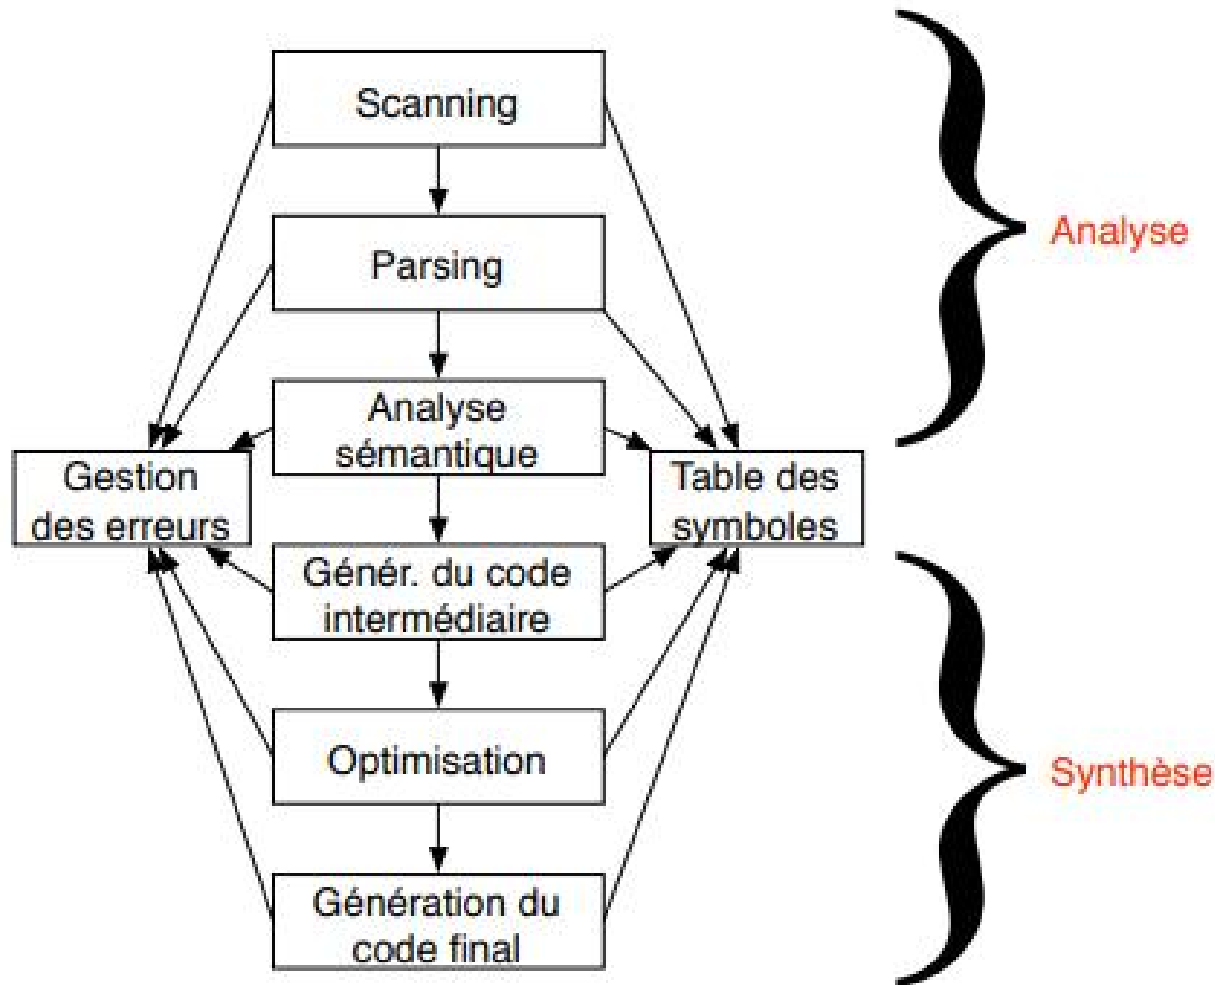 Scanning
Parsing
Analyse
Analyse
sémantique
Gestion
des erreurs
Table des
symboles
Génér. du code
intermédiaire
Optimisation
Synthèse
Génération du
code final